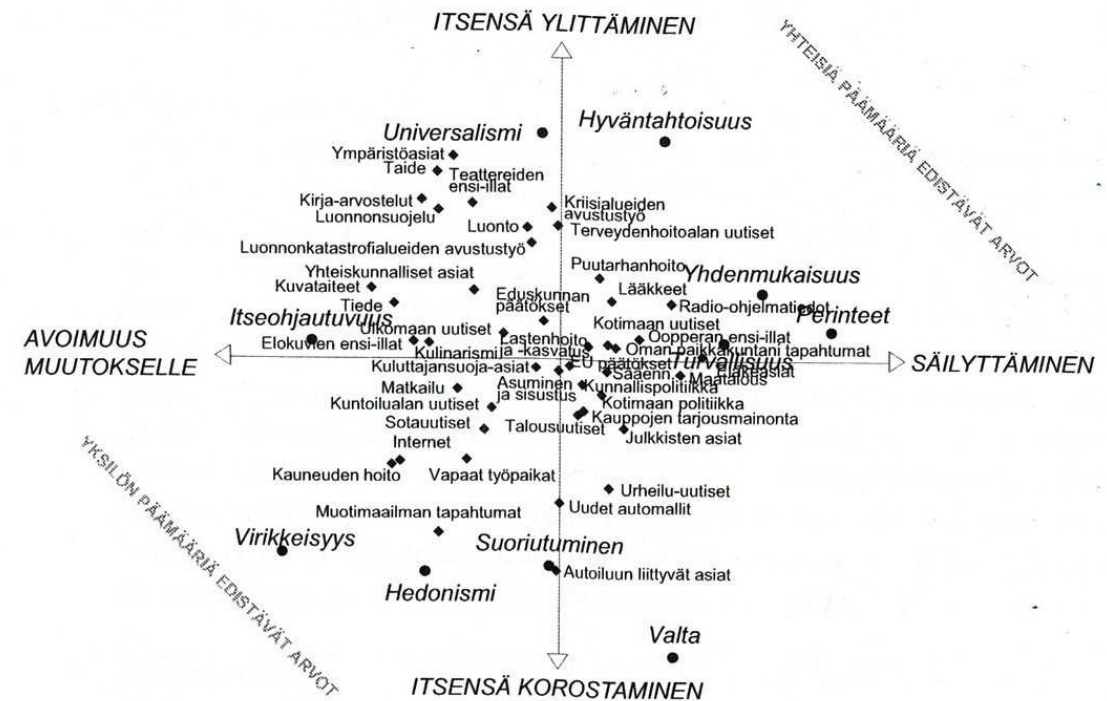 ITSENSÄ YLITTÄMINEN
YHTEISIÄ PÄÄMÄÄRIÄ EDISTÄVÄT ARVOT
Universalismi
Hyväntahtoisuus
Ympäristöasiat
Taide
Teattereiden
ensi-illat
Kirja-arvostelut
Luonnonsuojelu
Kriisialueiden
avustustyö
Luonto
Terveydenhoitoalan uutiset
Luonnonkatastrofialueiden avustustyö
Puutarhanhoito
Yhteiskunnalliset asiat
Yhdenmukaisuus
Kuvataiteet
Lääkkeet
Tiede
Eduskunnan
päätökset
Radio-ohjelmatiedot
Perinteet
Itseohjautuvuus
Ulkomaan uutiset
Kotimaan uutiset
Elokuvien ensi-illat
Lastenhoito
ja -kasvatus
Oopperan ensi-illat
Kulinarismi
Oman paikkakuntani tapahtumat
AVOIMUUS
MUUTOKSELLE
SÄILYTTÄMINEN
Turvallisuus
Kuluttajansuoja-asiat
EU päätökset
Sääenn
Eläkeasiat
Maatalous
Matkailu
Asuminen
ja sisustus
Kunnallispolitiikka
Kuntoilualan uutiset
Kotimaan politiikka
Sotauutiset
Talousuutiset
Kauppojen tarjousmainonta
Internet
Julkkisten asiat
Kauneuden hoito
Vapaat työpaikat
YKSILÖN PÄÄMÄÄRIÄ EDISTÄVÄT ARVOT
Urheilu-uutiset
Uudet automallit
Muotimaailman tapahtumat
Virikkeisyys
Suoriutuminen
Hedonismi
Autoiluun liittyvät asiat
Valta
ITSENSÄ KOROSTAMINEN